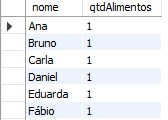 nome qtdAlimentos
Ana 1
Bruno 1
Carla 1
Daniel 1
Eduarda 1
Fábio 1